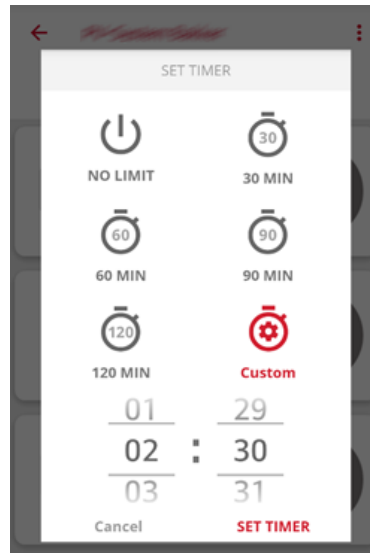 SET TIMER
30
NO LIMIT
30 MIN
60
90
60 MIN
90 MIN
120
120 MIN
Custom
01
29
02 : 30
03
31
Cancel
SET TIMER